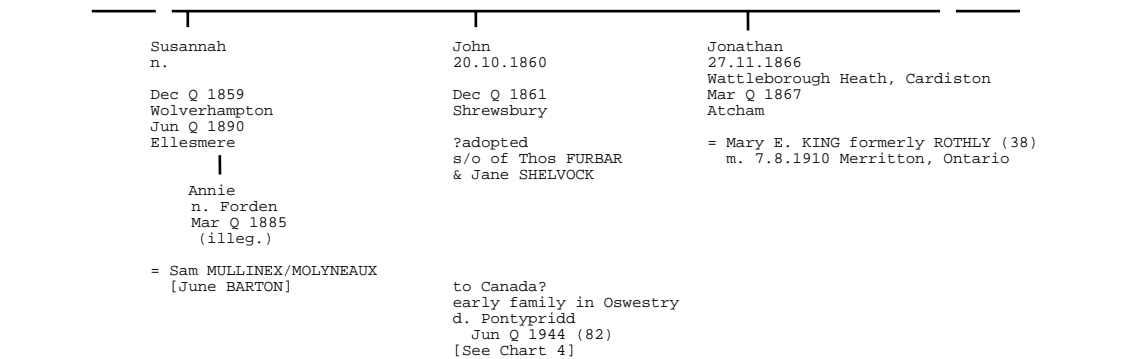 Susannah
n.
Dec Q 1859
Wolverhampton
Jun Q 1890
Ellesmere
Annie
n. Forden
Mar Q 1885
(illeg.)
= Sam MULLINEX/MOLYNEAUX
[June BARTON]
John
20.10.1860
Dec Q 1861
Shrewsbury
?adopted
s/o of Thos FURBAR
& Jane SHELVOCK
to Canada?
early family in Oswestry
d. Pontypridd
Jun Q 1944 (82)
[See Chart 4]
Jonathan
27.11.1866
Wattleborough Heath, Cardiston
Mar Q 1867
Atcham
= Mary E. KING formerly ROTHLY (38)
m. 7.8.1910 Merritton, Ontario